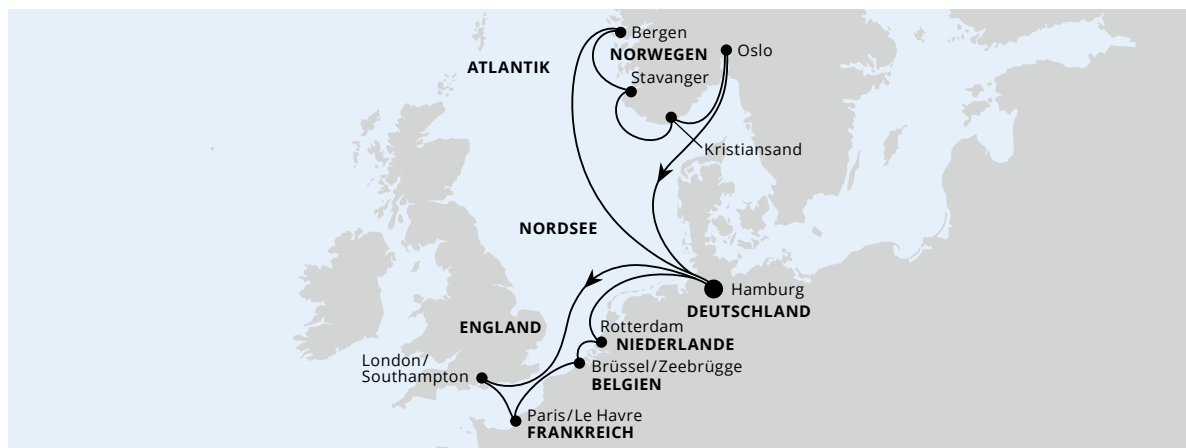 Bergen
NORWEGEN
Oslo
ATLANTIK
Stavanger
Kristiansand
NORDSEE
Hamburg
DEUTSCHLAND
ENGLAND
Rotterdam
NIEDERLANDE
London/
Southampton
Brüssel/Zeebrügge
BELGIEN
Paris/Le Havre
FRANKREICH